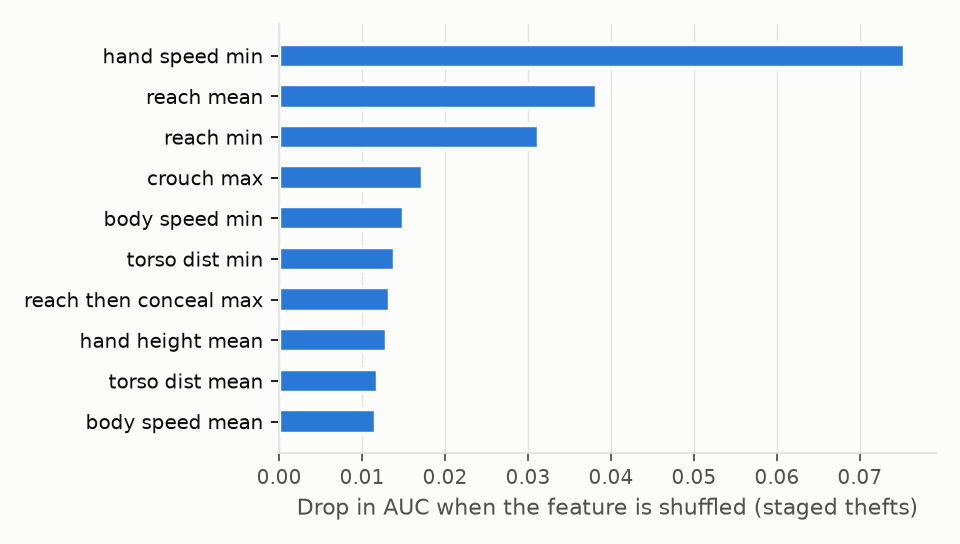 hand speed min
reach mean
reach min
crouch max
body speed min
torso dist min
reach then conceal max
hand height mean
torso dist mean
body speed mean
0.00 0.01 0.02 0.03 0.04 0.05 0.06 0.07
Drop in AUC when the feature is shuffled (staged thefts)